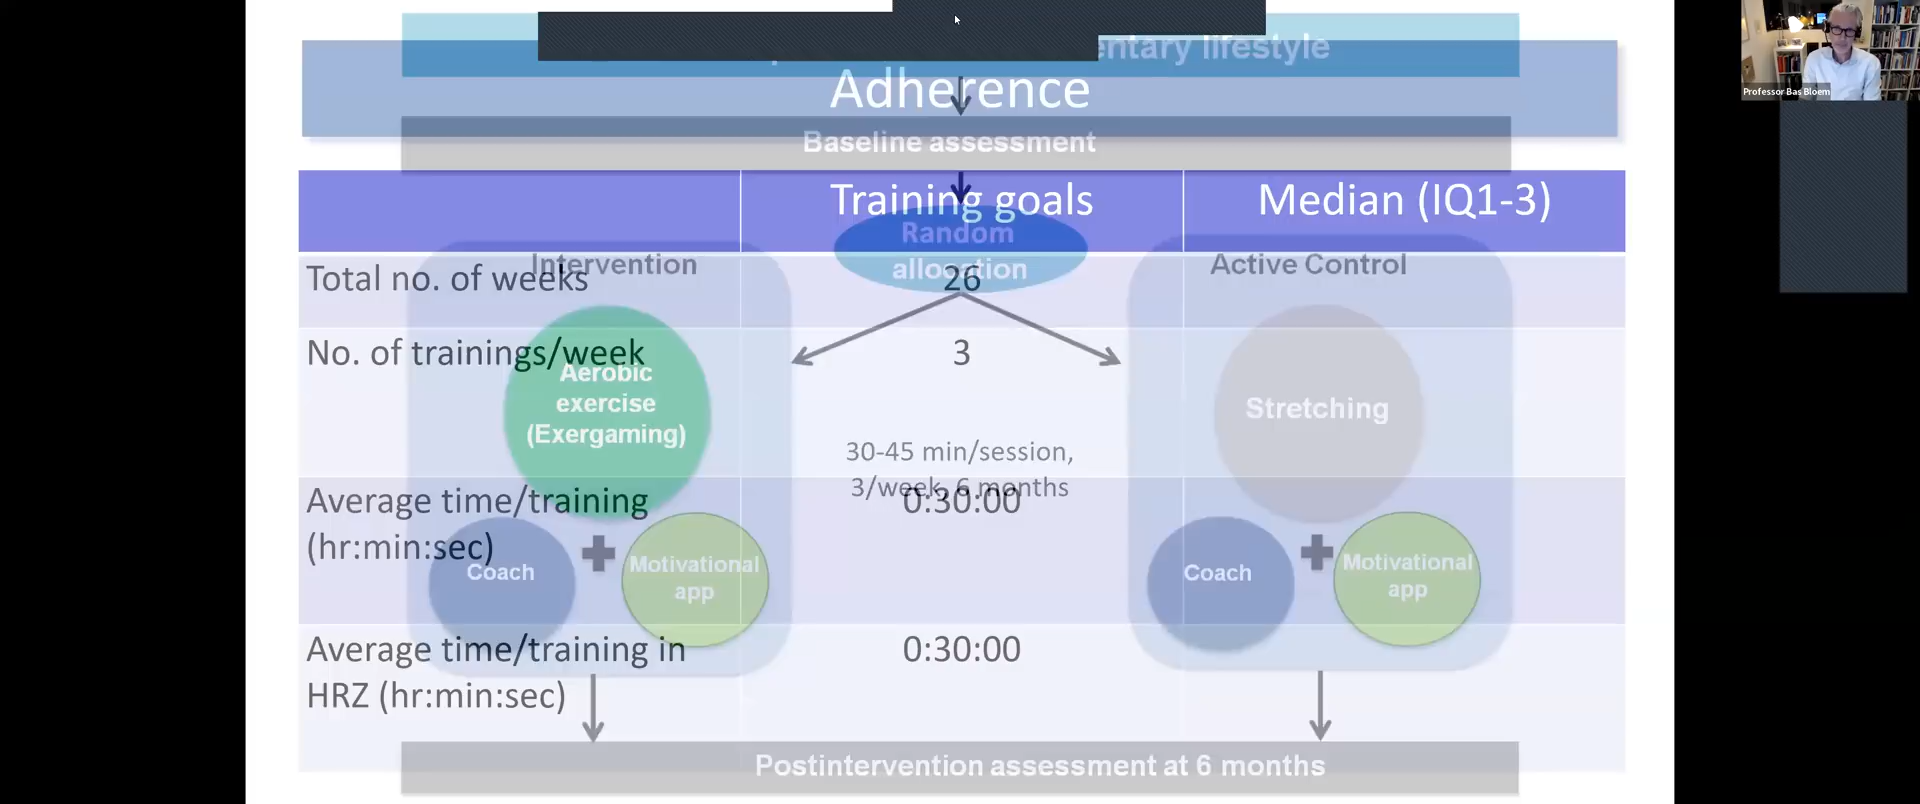 entary lifestyle
Adherence
Baseline assessment
Training goals
Median (IQ1-3)
Random
allocation
Intervention
Active Control
Total no. of weeks
26
No. of trainings/week
3
Aerobic
exercise
(Exergaming)
Stretching
30-45 min/session,
3/week, 6 months
Average time/training
(hr:min:sec)
0:30:00
Coach
Motivational
app
Coach
Motivational
app
Average time/training in
HRZ (hr:min:sec)
0:30:00
Postintervention assessment at 6 months
Professor Bas Bloem